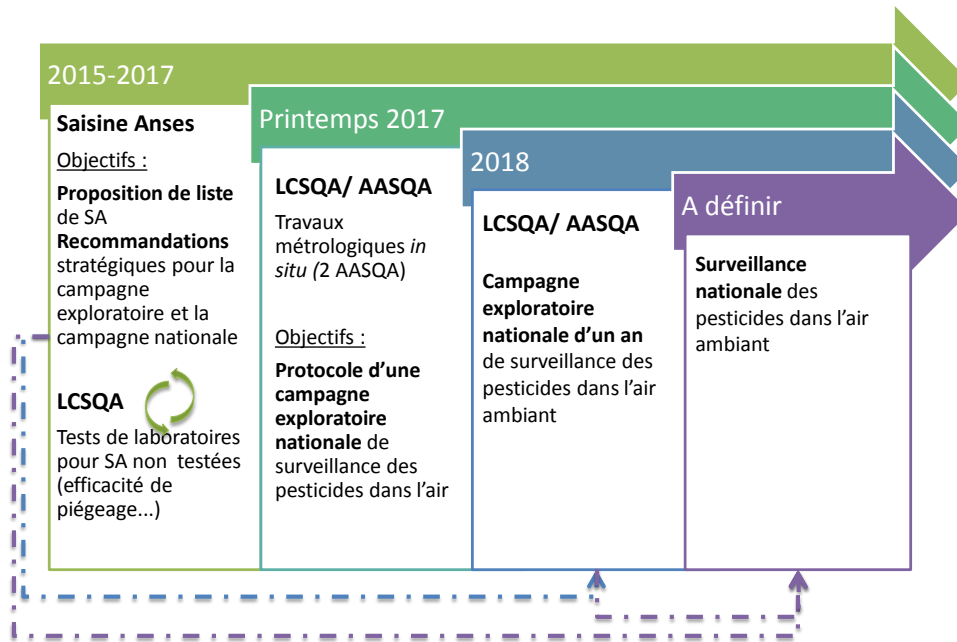 2015-2017
Saisine Anses
Objectifs :
Proposition de liste
de SA
Recommandations
stratégiques pour la
campagne
exploratoire et la
campagne nationale
LCSQA
Tests de laboratoires
pour SA non testées
(efficacité de
piégeage...)
Printemps 2017
LCSQA/ AASQA
Travaux
métrologiques in
situ (2 AASQA)
Objectifs :
Protocole d'une
campagne
exploratoire
nationale de
surveillance des
pesticides dans l'air
2018
LCSQA/ AASQA
Campagne
exploratoire
nationale d'un an
de surveillance des
pesticides dans l'air
ambiant
A définir
Surveillance
nationale des
pesticides dans l'air
ambiant